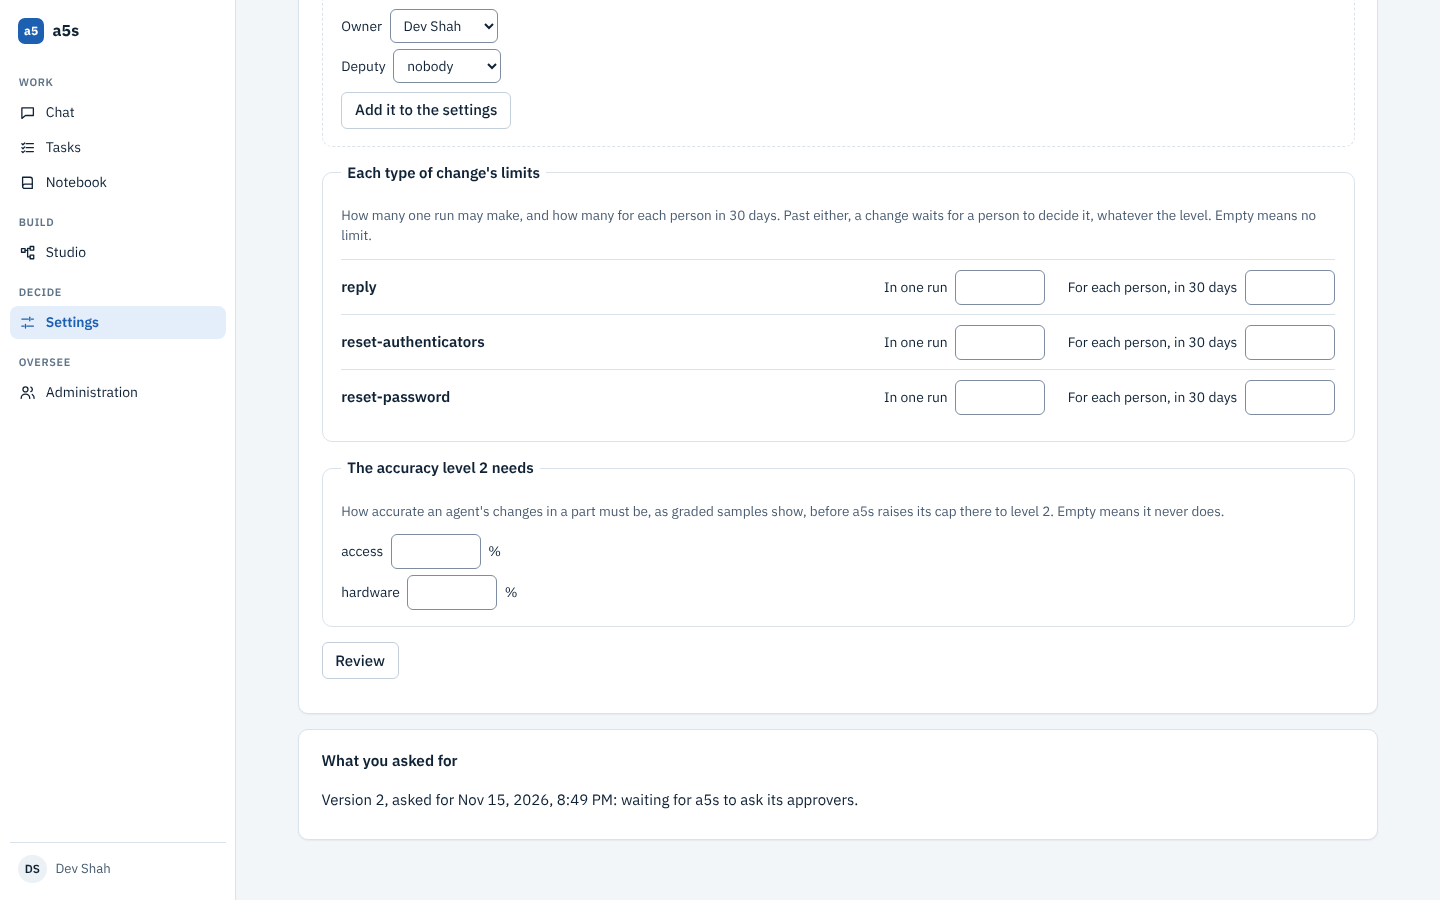 a5 a5s
WORK
Chat
Tasks
Notebook
BUILD
Studio
DECIDE
Settings
OVERSEE
Administration
DS Dev Shah
Owner Dev Shah
Deputy nobody
Add it to the settings
Each type of change's limits
How many one run may make, and how many for each person in 30 days. Past either, a change waits for a person to decide it, whatever the level. Empty means no
limit.
reply In one run For each person, in 30 days
reset-authenticators In one run For each person, in 30 days
reset-password In one run For each person, in 30 days
The accuracy level 2 needs
How accurate an agent's changes in a part must be, as graded samples show, before a5s raises its cap there to level 2. Empty means it never does.
access %
hardware %
Review
What you asked for
Version 2, asked for Nov 15, 2026, 8:49 PM: waiting for a5s to ask its approvers.